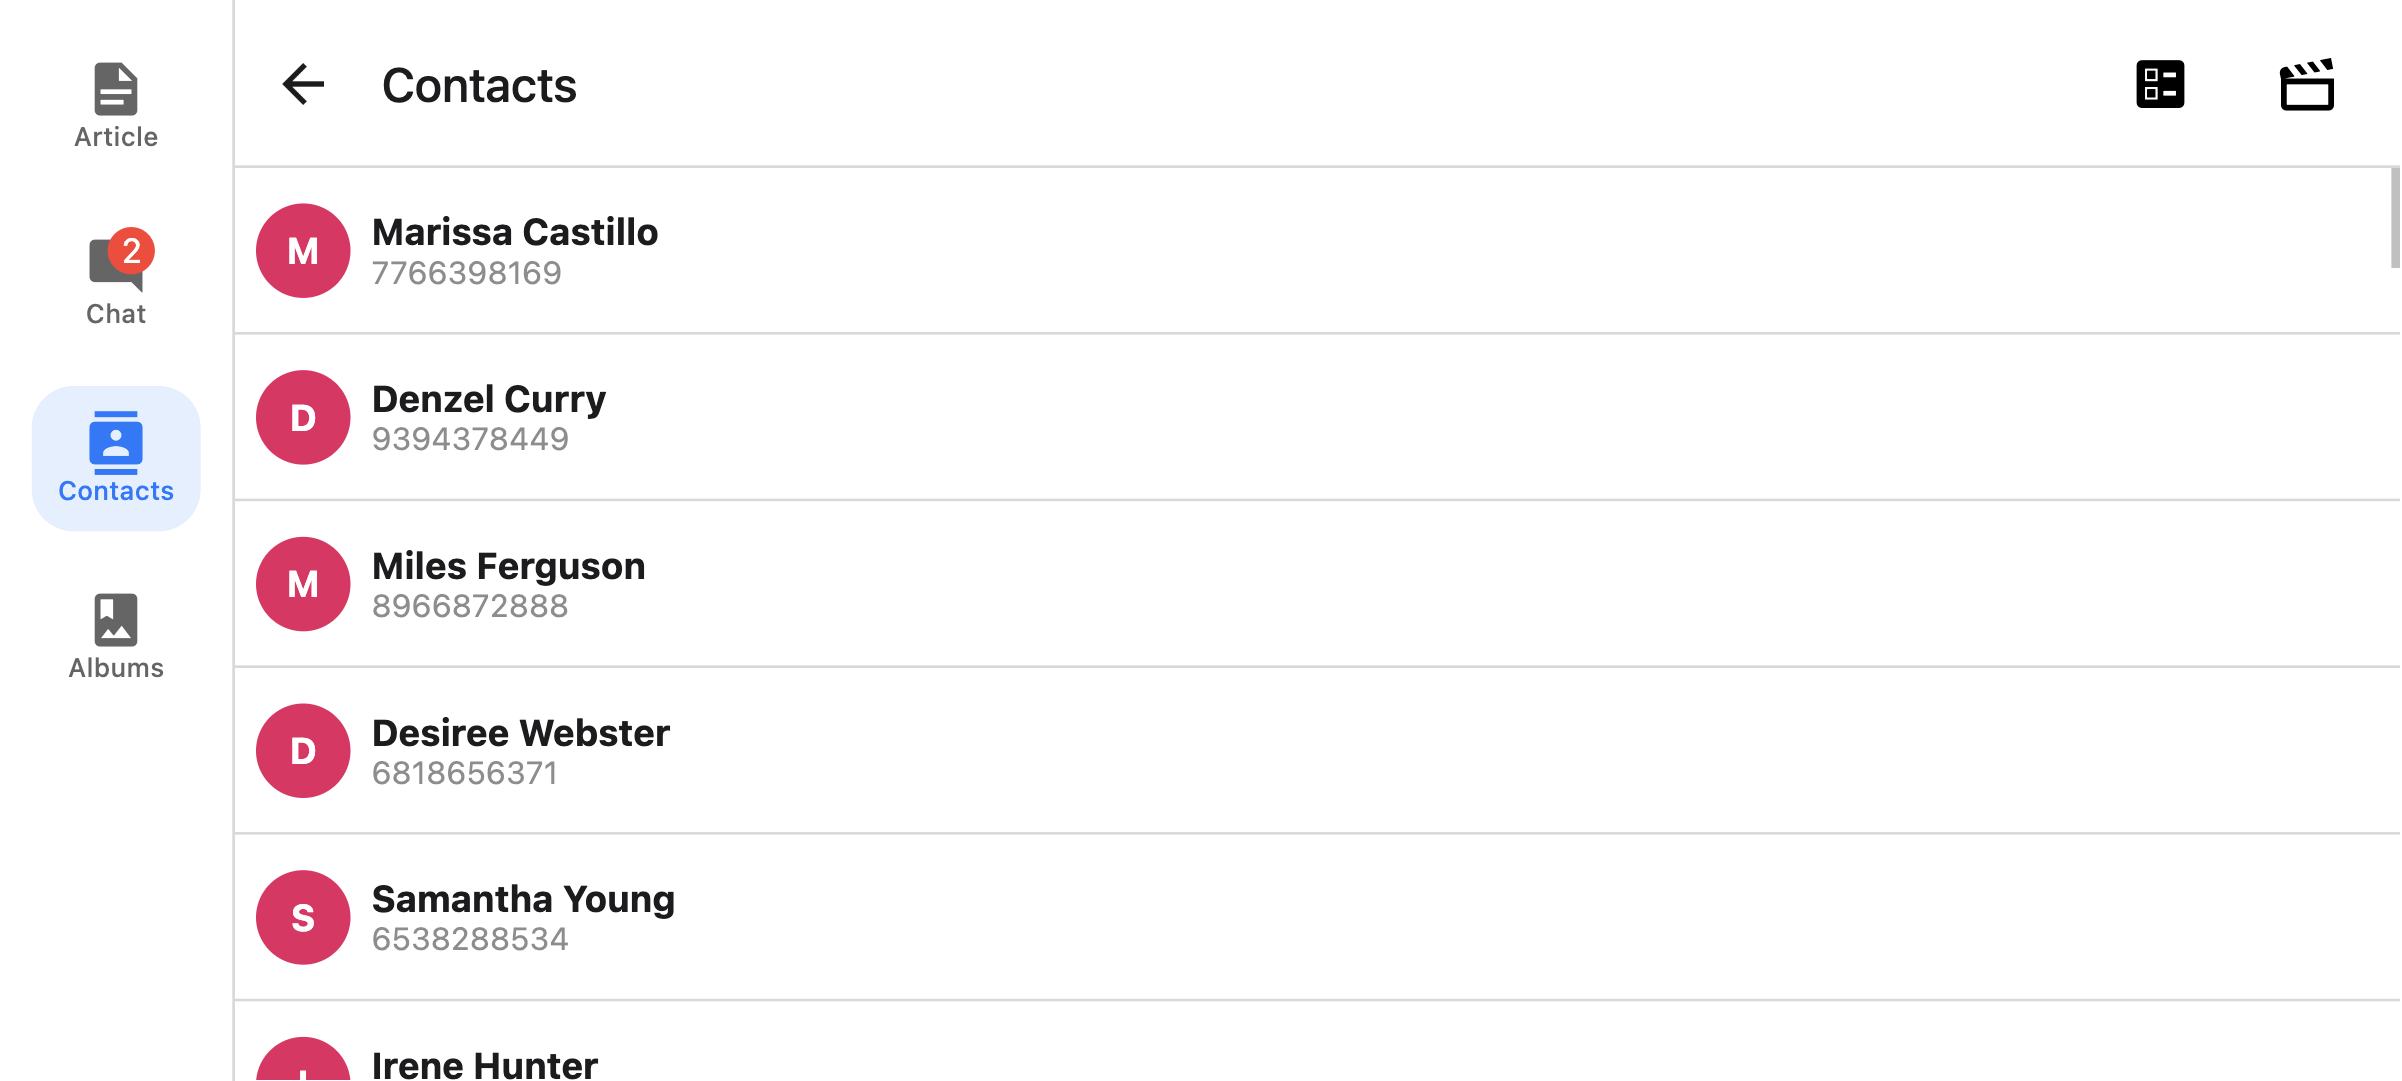 Article
2
Chat
Contacts
Albums
Contacts
M
Marissa Castillo
7766398169
D
Denzel Curry
9394378449
M
Miles Ferguson
8966872888
D
Desiree Webster
6818656371
S
Samantha Young
6538288534
I
Irene Hunter